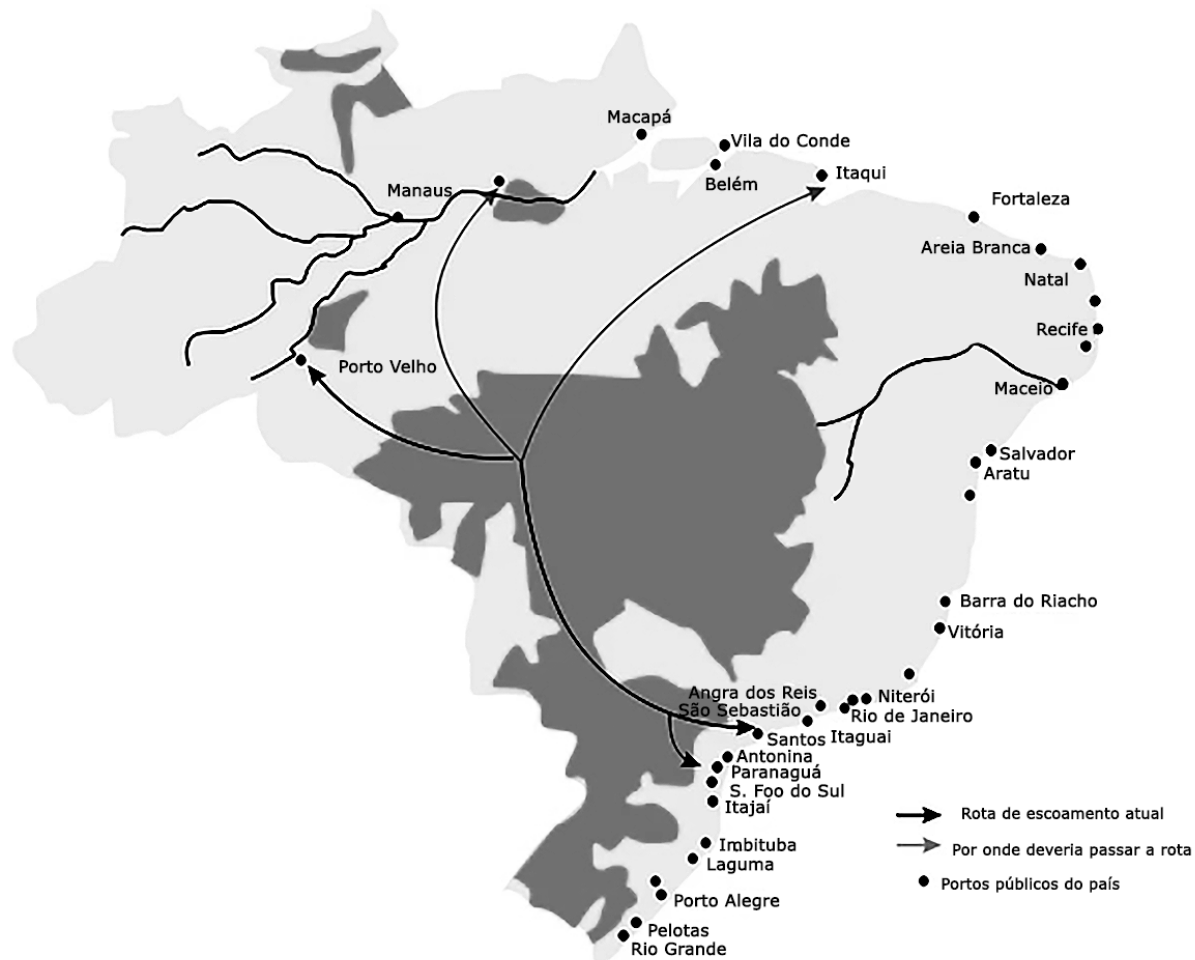 Macapá
Vila do Conde
Belém
Itaqui
Manaus
Fortaleza
Areia Branca
Natal
Recife
Porto Velho
Maceio
Salvador
Aratu
Barra do Riacho
Vitória
Angra dos Reis
Niterói
São Sebastião
Rio de Janeiro
Santos
Itaguai
Antonina
Paranaguá
S. Foo do Sul
Itajaí
Imbituba
Laguma
Porto Alegre
Pelotas
Rio Grande
Rota de escoamento atual
Por onde deveria passar a rota
Portos públicos do país